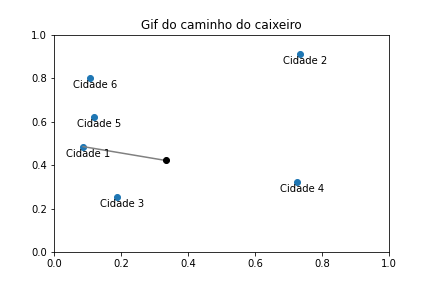 Gif do caminho do caixeiro
1.0
Cidade 2
0.8
Cidade 6
0.6
Cidade 5
Cidade 1
0.4
Cidade 4
0.2
Cidade 3
0.0
0.0 0.2 0.4 0.6 0.8 1.0